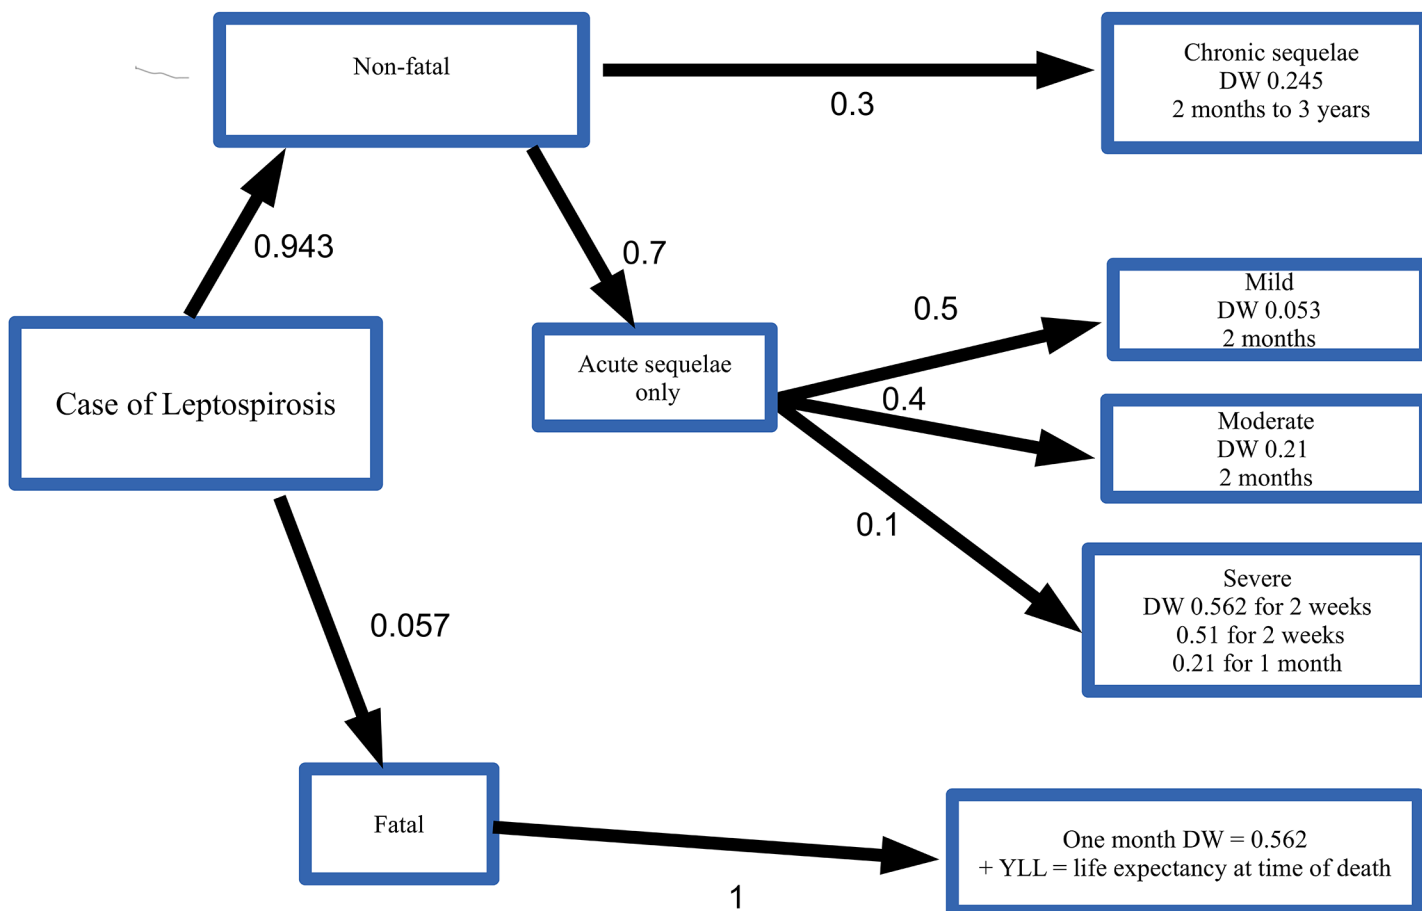 Non-fatal
0.3
Chronic sequelae
DW 0.245
2 months to 3 years
0.943
0.7
Case of Leptospirosis
Acute sequelae
only
0.5
Mild
DW 0.053
2 months
0.4
Moderate
DW 0.21
2 months
0.1
Severe
DW 0.562 for 2 weeks
0.51 for 2 weeks
0.21 for 1 month
0.057
Fatal
1
One month DW = 0.562
+ YLL = life expectancy at time of death